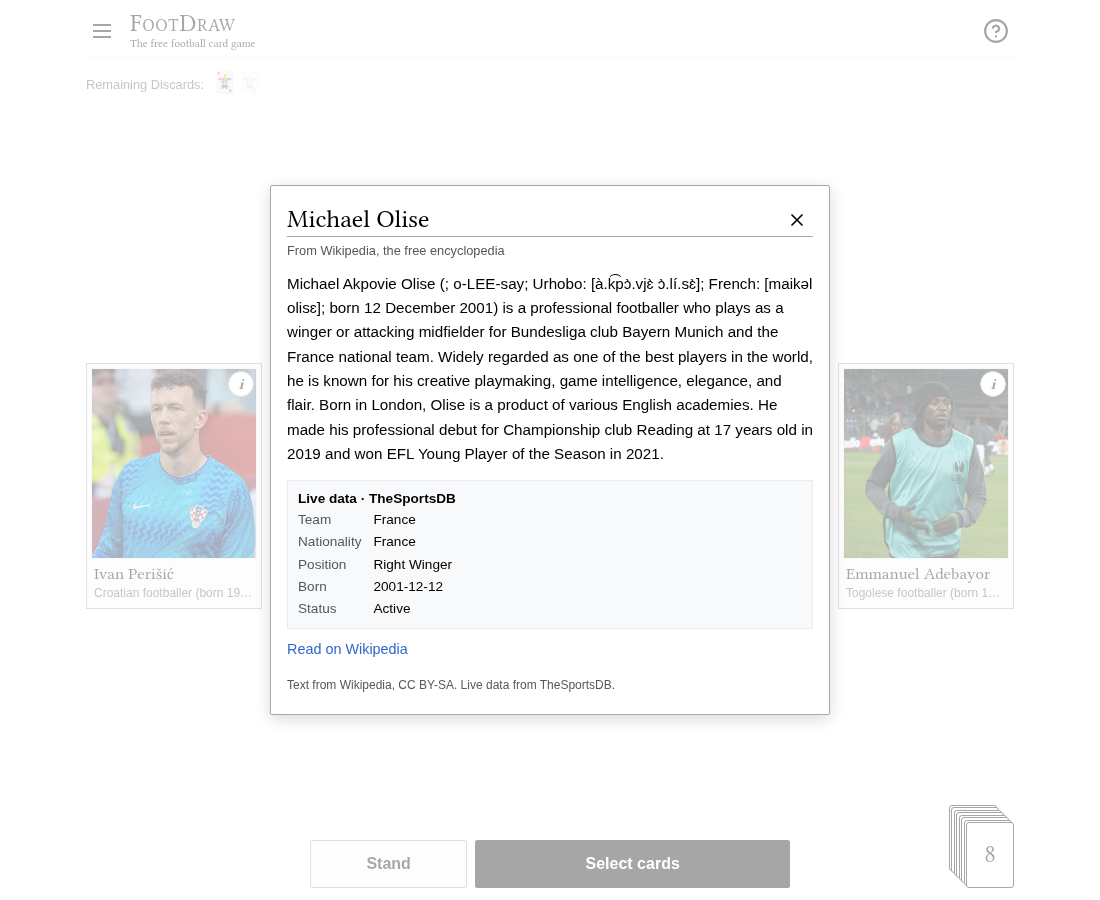 FOOTDRAW
The free football card game
Remaining Discards:
Michael Olise
From Wikipedia, the free encyclopedia
Michael Akpovie Olise (; o-LEE-say; Urhobo: [à.k͡pɔ̀.vjɛ̀ ɔ̀.lí.sɛ̀]; French: [maikəl
olisɛ]; born 12 December 2001) is a professional footballer who plays as a
winger or attacking midfielder for Bundesliga club Bayern Munich and the
France national team. Widely regarded as one of the best players in the world,
he is known for his creative playmaking, game intelligence, elegance, and
flair. Born in London, Olise is a product of various English academies. He
made his professional debut for Championship club Reading at 17 years old in
2019 and won EFL Young Player of the Season in 2021.
Live data · TheSportsDB
Team France
Nationality France
Position Right Winger
Born 2001-12-12
Status Active
Read on Wikipedia
Text from Wikipedia, CC BY-SA. Live data from TheSportsDB.
i
Ivan Perišić
Croatian footballer (born 19...
i
Emmanuel Adebayor
Togolese footballer (born 1...
Stand
Select cards
8